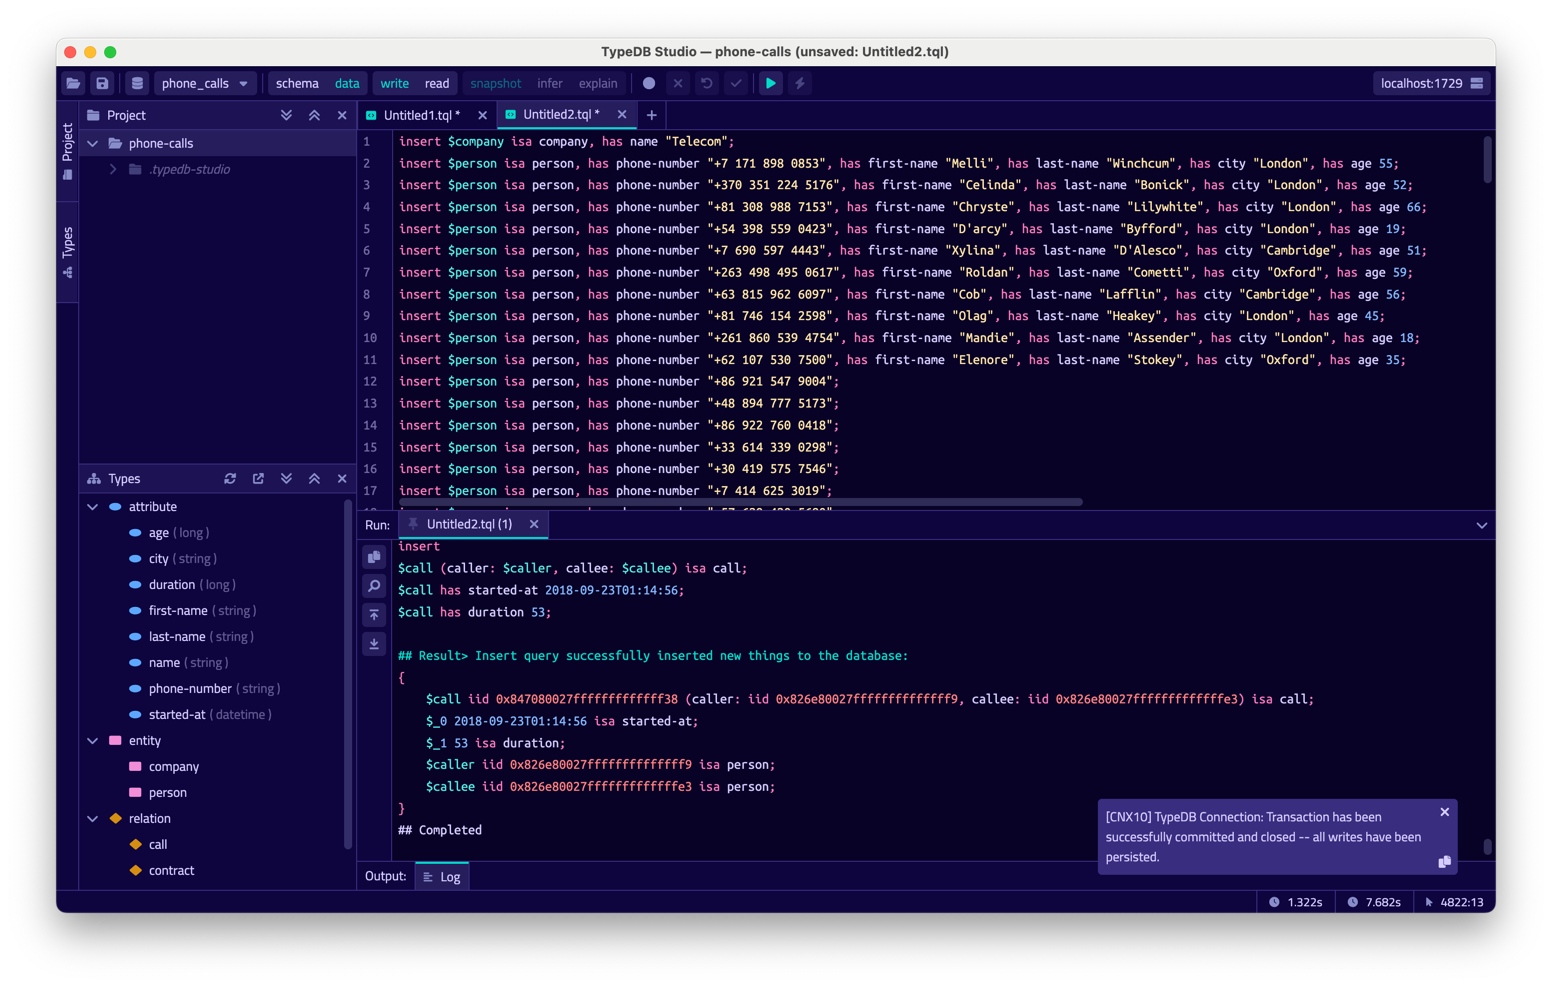 TypeDB Studio — phone-calls (unsaved: Untitled2.tql)
phone_calls schema data write read snapshot infer explain localhost:1729
Project
Types
Project
phone-calls
.typedb-studio
Types
attribute
age ( long )
city ( string )
duration ( long )
first-name ( string )
last-name ( string )
name ( string )
phone-number ( string )
started-at ( datetime )
entity
company
person
relation
call
contract
Untitled1.tql * Untitled2.tql *
1 insert $company isa company, has name "Telecom";
2 insert $person isa person, has phone-number "+7 171 898 0853", has first-name "Melli", has last-name "Winchcum", has city "London", has age 55;
3 insert $person isa person, has phone-number "+370 351 224 5176", has first-name "Celinda", has last-name "Bonick", has city "London", has age 52;
4 insert $person isa person, has phone-number "+81 308 988 7153", has first-name "Chryste", has last-name "Lilywhite", has city "London", has age 66;
5 insert $person isa person, has phone-number "+54 398 559 0423", has first-name "D'arcy", has last-name "Byfford", has city "London", has age 19;
6 insert $person isa person, has phone-number "+7 690 597 4443", has first-name "Xylina", has last-name "D'Alesco", has city "Cambridge", has age 51;
7 insert $person isa person, has phone-number "+263 498 495 0617", has first-name "Roldan", has last-name "Cometti", has city "Oxford", has age 59;
8 insert $person isa person, has phone-number "+63 815 962 6097", has first-name "Cob", has last-name "Lafflin", has city "Cambridge", has age 56;
9 insert $person isa person, has phone-number "+81 746 154 2598", has first-name "Olag", has last-name "Heakey", has city "London", has age 45;
10 insert $person isa person, has phone-number "+261 860 539 4754", has first-name "Mandie", has last-name "Assender", has city "London", has age 18;
11 insert $person isa person, has phone-number "+62 107 530 7500", has first-name "Elenore", has last-name "Stokey", has city "Oxford", has age 35;
12 insert $person isa person, has phone-number "+86 921 547 9004";
13 insert $person isa person, has phone-number "+48 894 777 5173";
14 insert $person isa person, has phone-number "+86 922 760 0418";
15 insert $person isa person, has phone-number "+33 614 339 0298";
16 insert $person isa person, has phone-number "+30 419 575 7546";
17 insert $person isa person, has phone-number "+7 414 625 3019";
Run: Untitled2.tql (1)
insert
$call (caller: $caller, callee: $callee) isa call;
$call has started-at 2018-09-23T01:14:56;
$call has duration 53;
## Result> Insert query successfully inserted new things to the database:
{
$call iid 0x847080027fffffffffffff38 (caller: iid 0x826e80027ffffffffffffff9, callee: iid 0x826e80027fffffffffffffe3) isa call;
$_0 2018-09-23T01:14:56 isa started-at;
$_1 53 isa duration;
$caller iid 0x826e80027ffffffffffffff9 isa person;
$callee iid 0x826e80027fffffffffffffe3 isa person;
}
## Completed
[CNX10] TypeDB Connection: Transaction has been
successfully committed and closed -- all writes have been
persisted.
Output: Log
1.322s 7.682s 4822:13